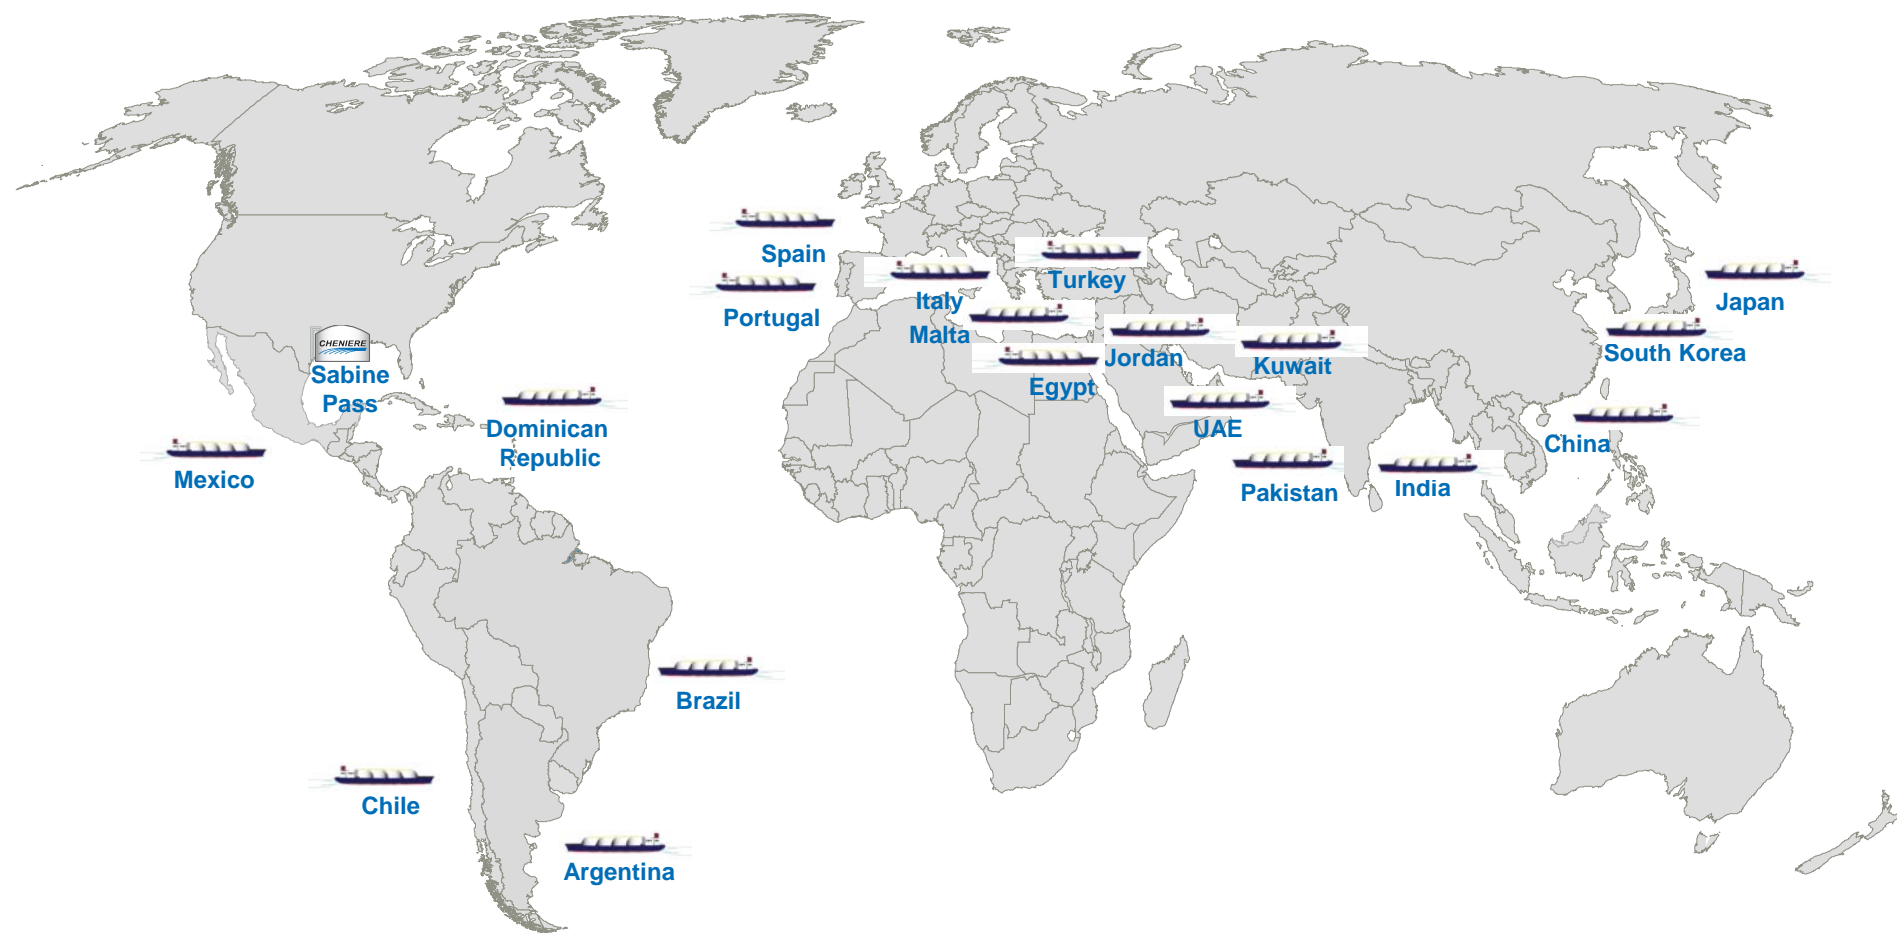 Spain
Turkey
Italy
Japan
Portugal
Malta
CHENIERE
South Korea
Jordan
Kuwait
Sabine
Pass
Egypt
Dominican
Republic
UAE
China
Mexico
Pakistan
India
Brazil
Chile
Argentina